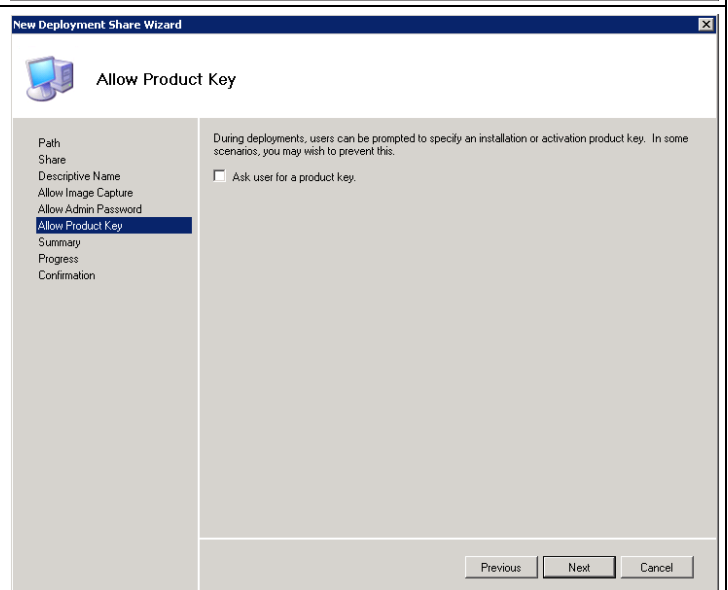 New Deployment Share Wizard
Allow Product Key
Path
Share
Descriptive Name
Allow Image Capture
Allow Admin Password
Allow Product Key
Summary
Progress
Confirmation
During deployments, users can be prompted to specify an installation or activation product key. In some
scenarios, you may wish to prevent this.
Ask user for a product key.
Previous Next Cancel